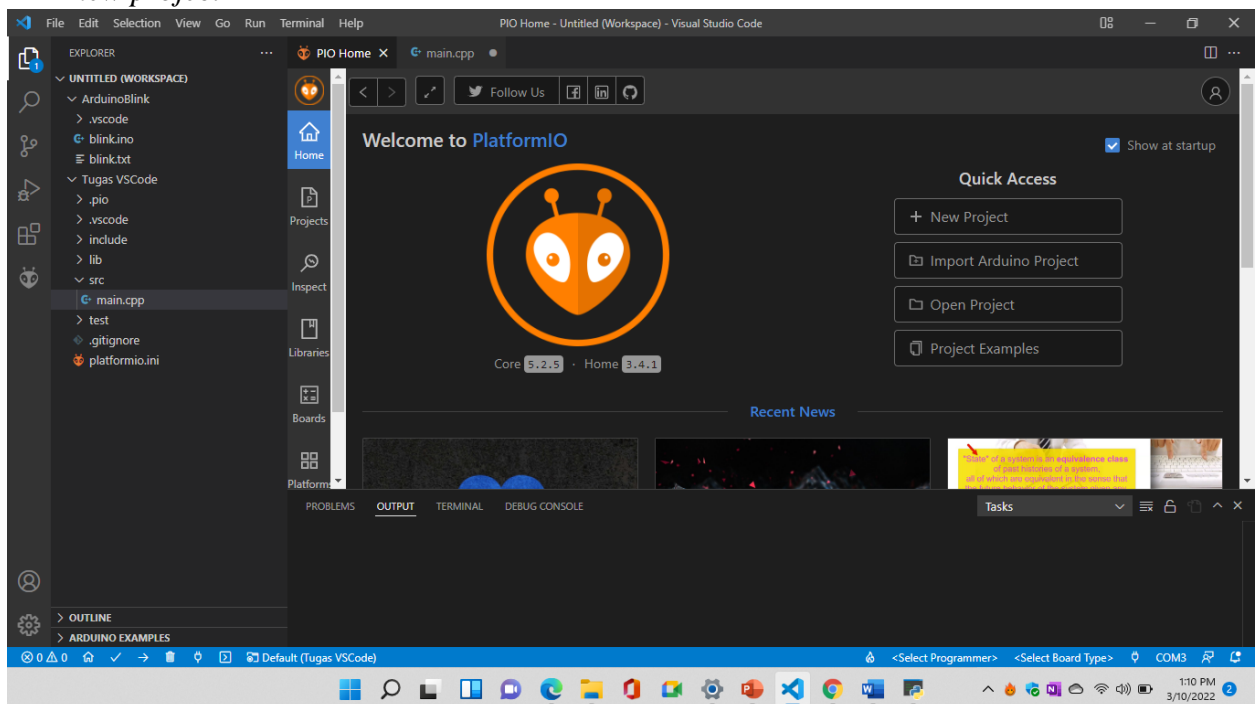 File Edit Selection View Go Run Terminal Help PIO Home - Untitled (Workspace) - Visual Studio Code
EXPLORER
PIO Home
main.cpp
UNTITLED (WORKSPACE)
ArduinoBlink
.vscode
blink.ino
blink.txt
Tugas VSCode
.pio
.vscode
include
lib
src
main.cpp
test
.gitignore
platformio.ini
OUTLINE
ARDUINO EXAMPLES
Home
Projects
Inspect
Libraries
Boards
Platforms
Follow Us
Welcome to PlatformIO
Show at startup
Core 5.2.5 · Home 3.4.1
Quick Access
New Project
Import Arduino Project
Open Project
Project Examples
Recent News
"State" of a system is an equivalence class
of past histories of a system,
all of which are equivalent in the sense that
PROBLEMS OUTPUT TERMINAL DEBUG CONSOLE Tasks
0 0 Default (Tugas VSCode) <Select Programmer> <Select Board Type> COM3
1:10 PM
3/10/2022 2